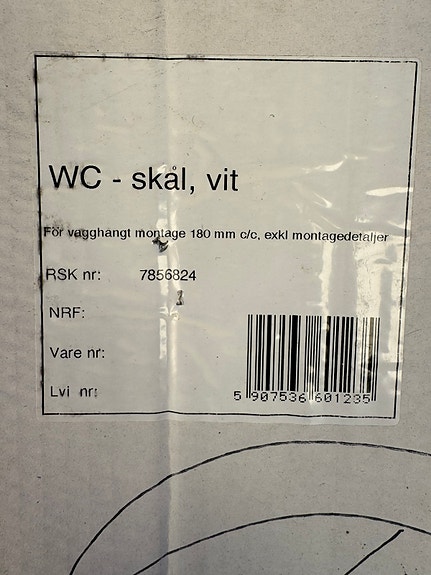 WC - skål, vit
För vägghängt montage 180 mm c/c, exkl montagedetaljer
RSK nr: 7856824
NRF:
Vare nr:
Lvi nr:
5 907536 601235